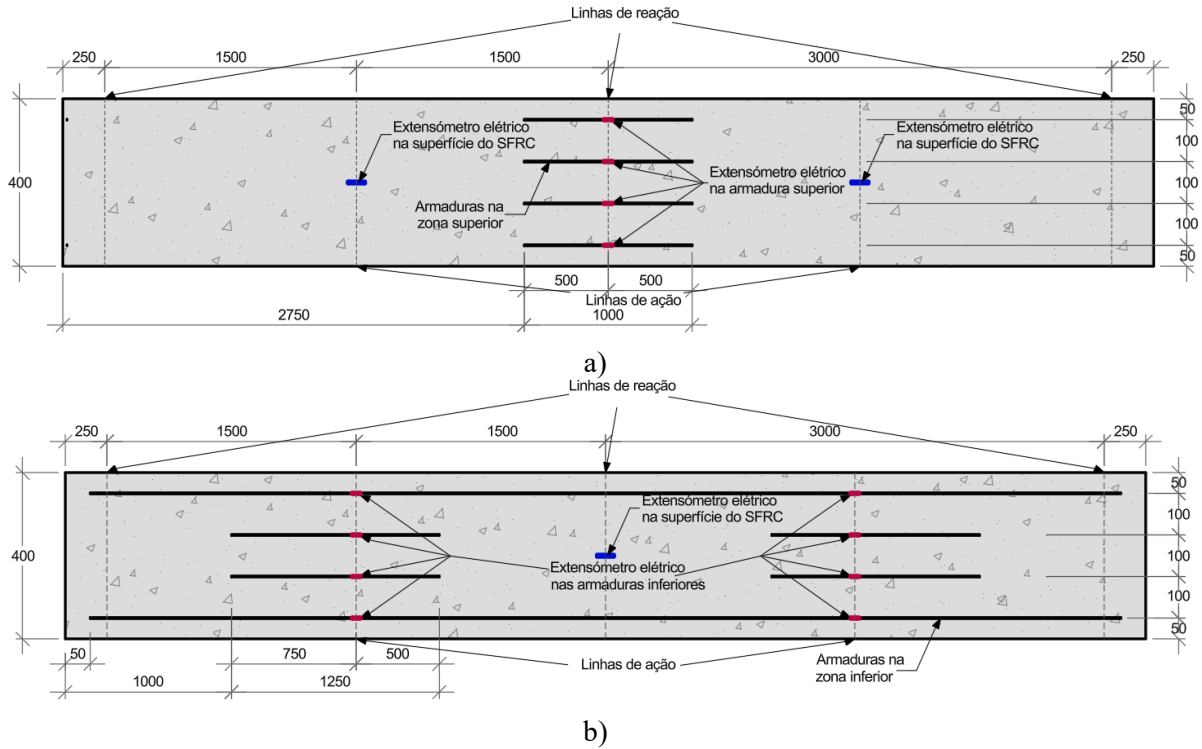 Linhas de reação
250
1500
1500
3000
250
50
Extensómetro elétrico
na superfície do SFRC
Extensómetro elétrico
na superfície do SFRC
100
400
Extensómetro elétrico
na armadura superior
100
Armaduras na
zona superior
100
50
500
500
Linhas de ação
2750
1000
a)
Linhas de reação
250
1500
1500
3000
250
50
Extensómetro elétrico
na superfície do SFRC
100
400
Extensómetro elétrico
nas armaduras inferiores
100
100
50
50
750
500
Linhas de ação
Armaduras na
zona inferior
1000
1250
b)